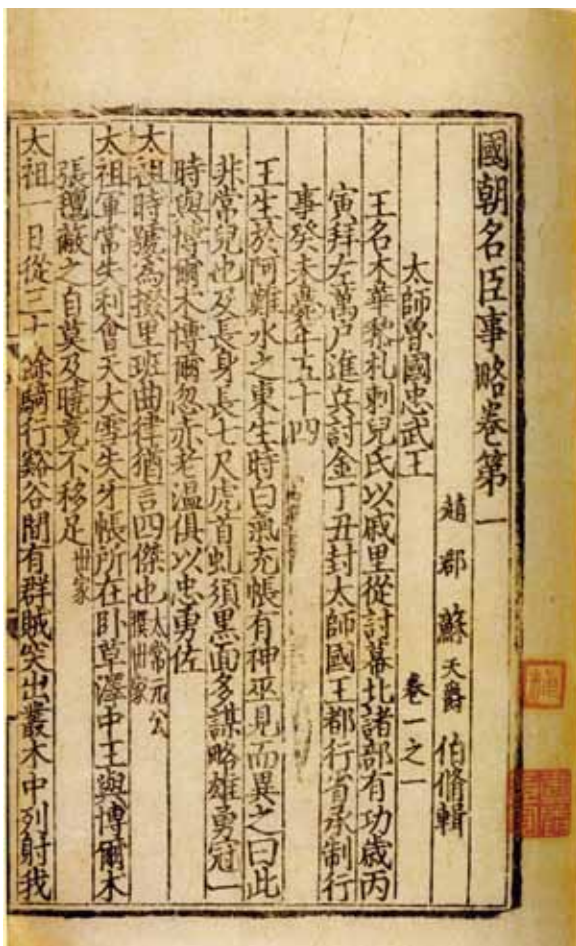 國朝名臣事略卷第一
趙郡蘇天爵伯脩輯
太師魯國忠武王 卷一之一
王名木華黎札剌兒氏以戚里從討幕北諸部有功歲丙
寅拜左萬户進兵討金丁丑封太師國王都行省承制行
事癸未薨年五十四
王生於阿難水之東生時白氣充帳有神巫見而異之曰此
非常兒也及長身長七尺虎首虬須黑面多謀略雄勇冠一
時與博爾木博爾忽赤老温俱以忠勇佐
太祖時號為掇里班曲律猶言四傑也 太常元公撰世家
太祖軍嘗失利會天大雪失牙帳所在卧草澤中王與博爾木
張氊蔽之自莫及曉竟不移足 世家
太祖一日從三十餘騎行谿谷間有群賊突出叢木中列射我